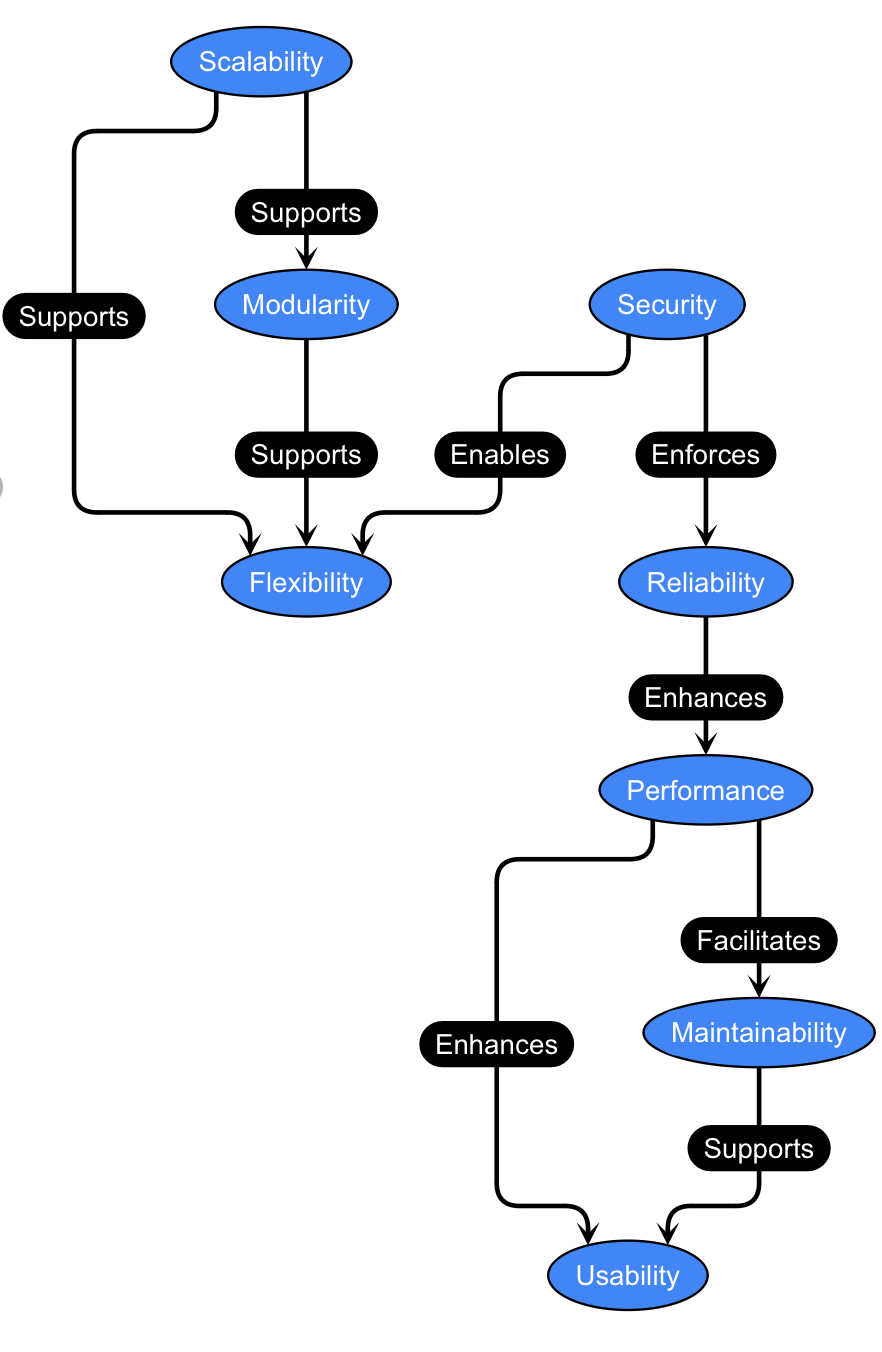 Scalability
Supports
Modularity
Security
Supports
Supports
Enables
Enforces
Flexibility
Reliability
Enhances
Performance
Facilitates
Maintainability
Enhances
Supports
Usability